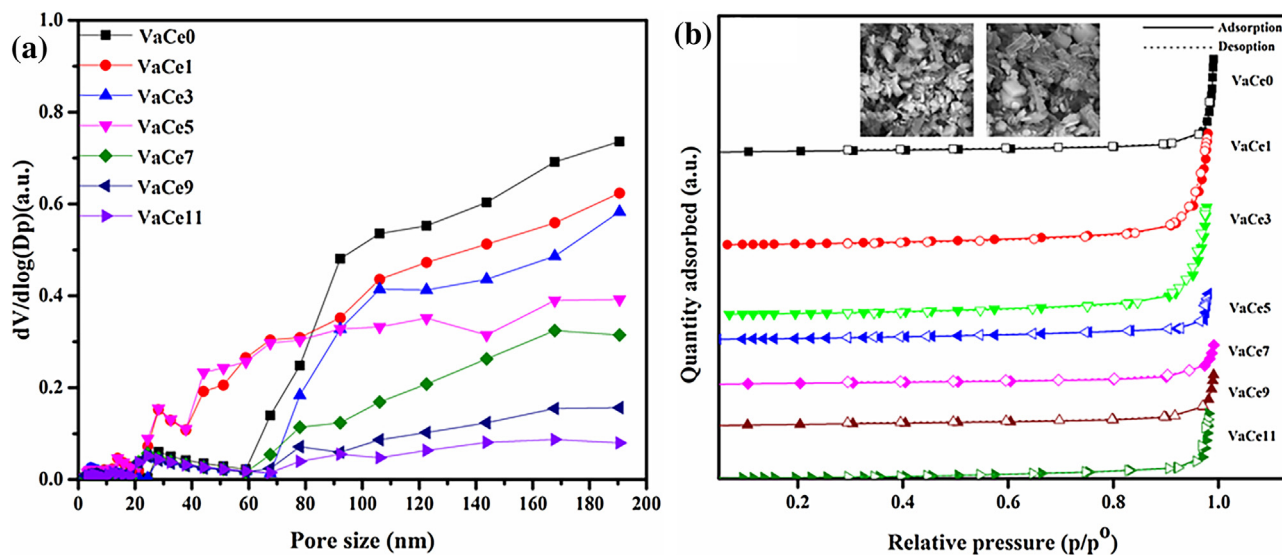 (a)
1.0
0.8
0.6
0.4
0.2
0.0
dV/dlog(Dp)(a.u.)
VaCe0
VaCe1
VaCe3
VaCe5
VaCe7
VaCe9
VaCe11
0 20 40 60 80 100 120 140 160 180 200
Pore size (nm)
(b)
Adsorption
Desoption
Quantity adsorbed (a.u.)
VaCe0
VaCe1
VaCe3
VaCe5
VaCe7
VaCe9
VaCe11
0.2 0.4 0.6 0.8 1.0
Relative pressure (p/pº)